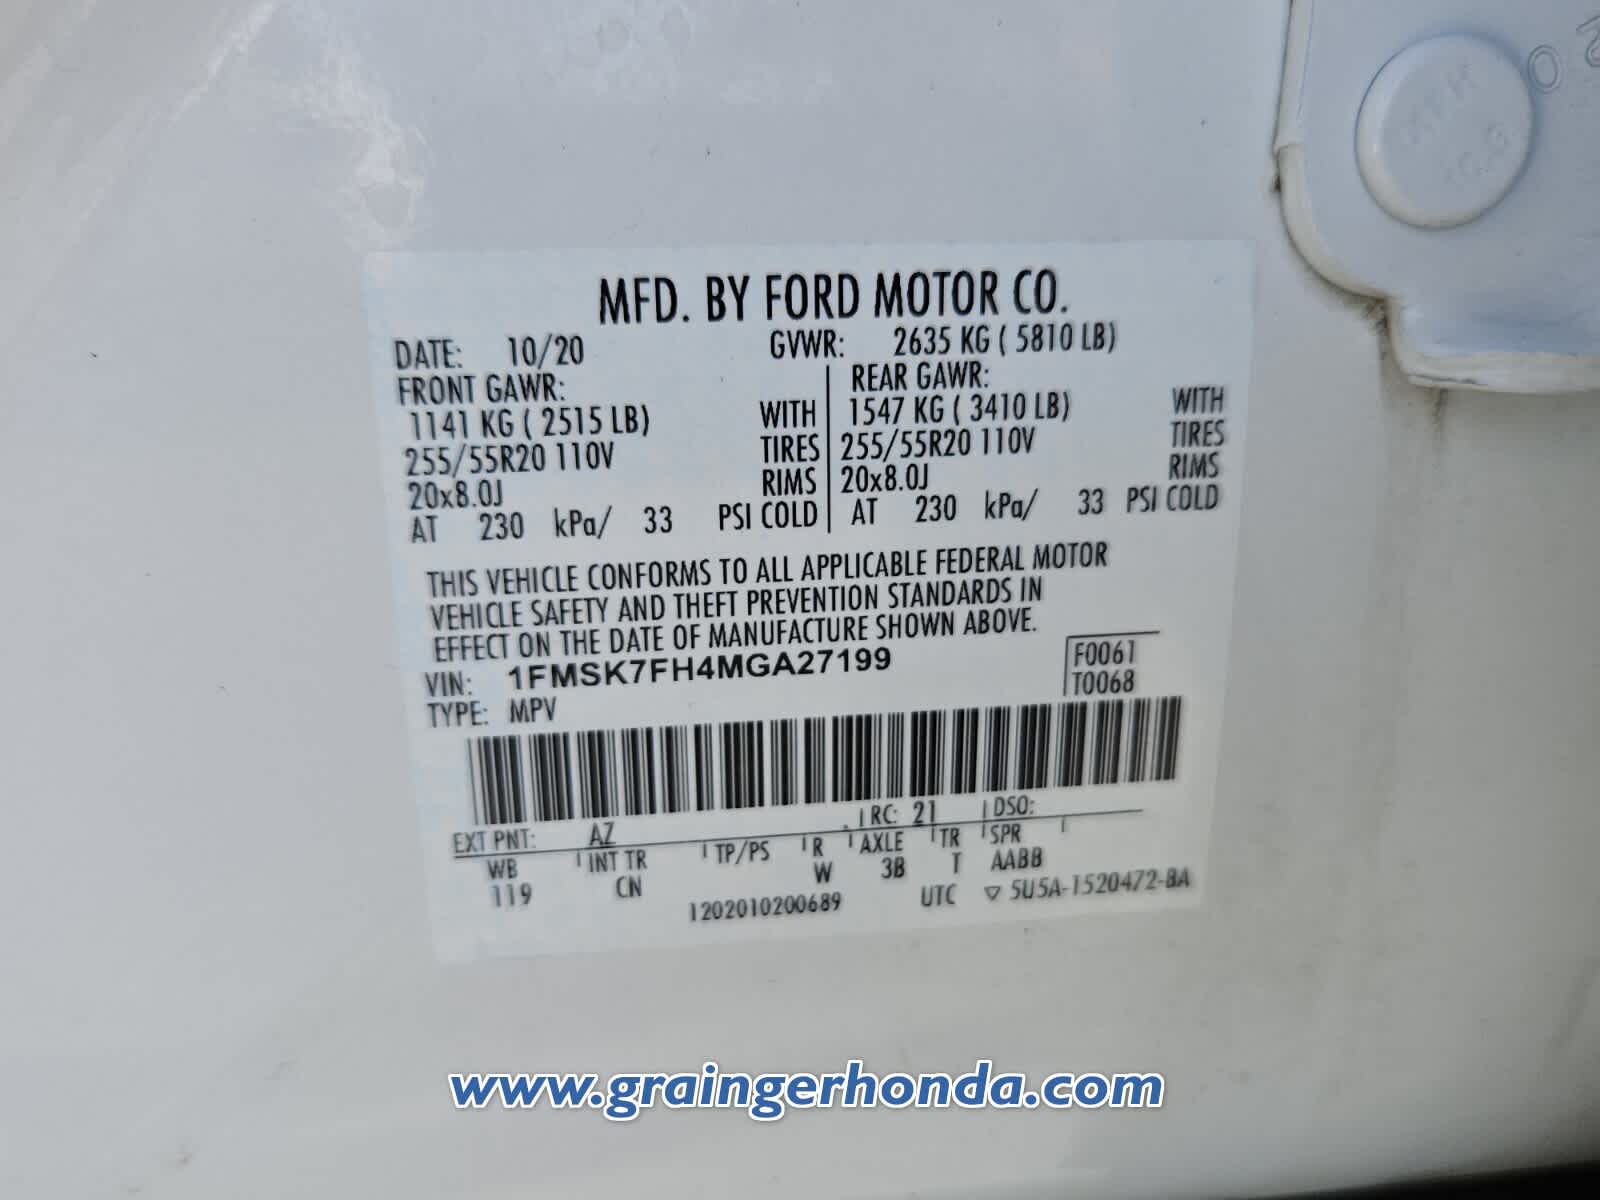 MFD. BY FORD MOTOR CO.
DATE: 10/20 GVWR: 2635 KG ( 5810 LB)
FRONT GAWR: REAR GAWR:
1141 KG ( 2515 LB) WITH 1547 KG ( 3410 LB) WITH
255/55R20 110V TIRES 255/55R20 110V TIRES
20x8.0J RIMS 20x8.0J RIMS
AT 230 kPa/ 33 PSI COLD AT 230 kPa/ 33 PSI COLD
THIS VEHICLE CONFORMS TO ALL APPLICABLE FEDERAL MOTOR
VEHICLE SAFETY AND THEFT PREVENTION STANDARDS IN
EFFECT ON THE DATE OF MANUFACTURE SHOWN ABOVE.
VIN: 1FMSK7FH4MGA27199 F0061
TYPE: MPV T0068
EXT PNT: AZ RC: 21 DSO:
WB INT TR TP/PS R AXLE TR SPR
119 CN W 3B T AABB
1202010200689 UTC ▽ 5U5A-1520472-BA
www.graingerhonda.com